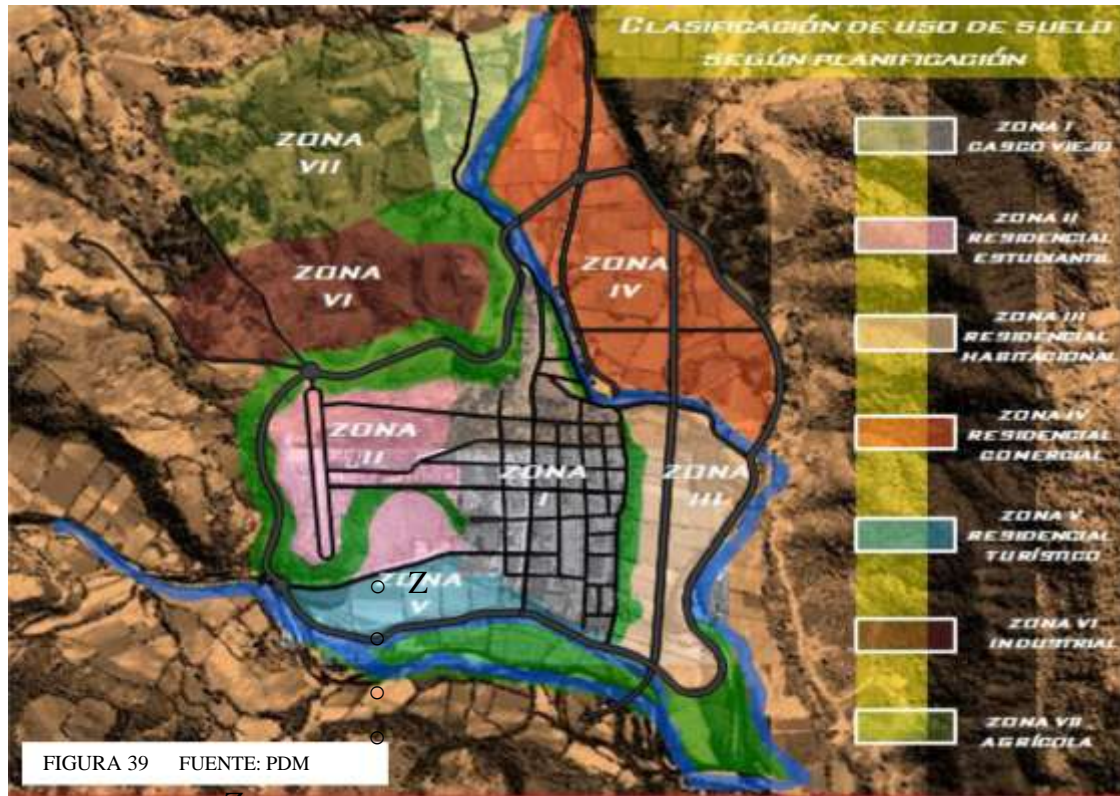 CLASIFICACIÓN DE USO DE SUELO
SEGÚN PLANIFICACIÓN
ZONA
VII
ZONA
VI
ZONA
IV
ZONA
II
ZONA
I
ZONA
III
ZONA
V
Z
ZONA I
CASCO VIEJO
ZONA II
RESIDENCIAL
ESTUDIANTIL
ZONA III
RESIDENCIAL
HABITACIONAL
ZONA IV
RESIDENCIAL
COMERCIAL
ZONA V
RESIDENCIAL
TURÍSTICO
ZONA VI
INDUSTRIAL
ZONA VII
AGRÍCOLA
FIGURA 39 FUENTE: PDM